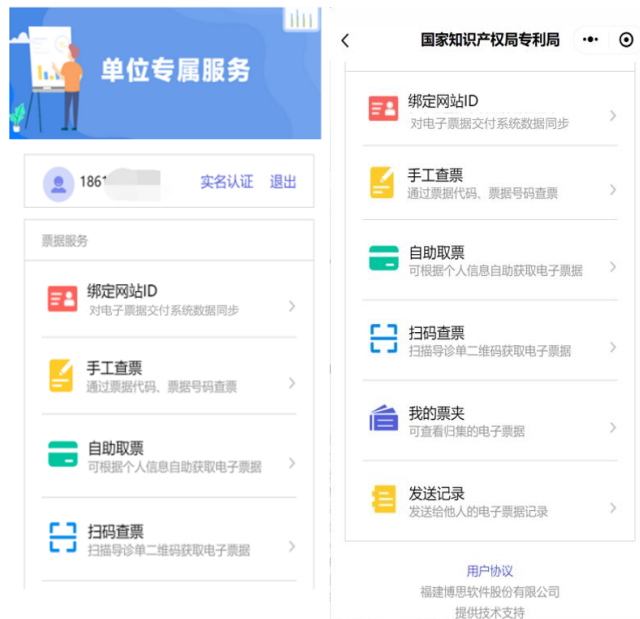 单位专属服务
1861
实名认证 退出
票据服务
绑定网站ID
对电子票据交付系统数据同步
手工查票
通过票据代码、票据号码查票
自助取票
可根据个人信息自助获取电子票据
扫码查票
扫描导诊单二维码获取电子票据
国家知识产权局专利局
绑定网站ID
对电子票据交付系统数据同步
手工查票
通过票据代码、票据号码查票
自助取票
可根据个人信息自助获取电子票据
扫码查票
扫描导诊单二维码获取电子票据
我的票夹
可查看归集的电子票据
发送记录
发送给他人的电子票据记录
用户协议
福建博思软件股份有限公司
提供技术支持